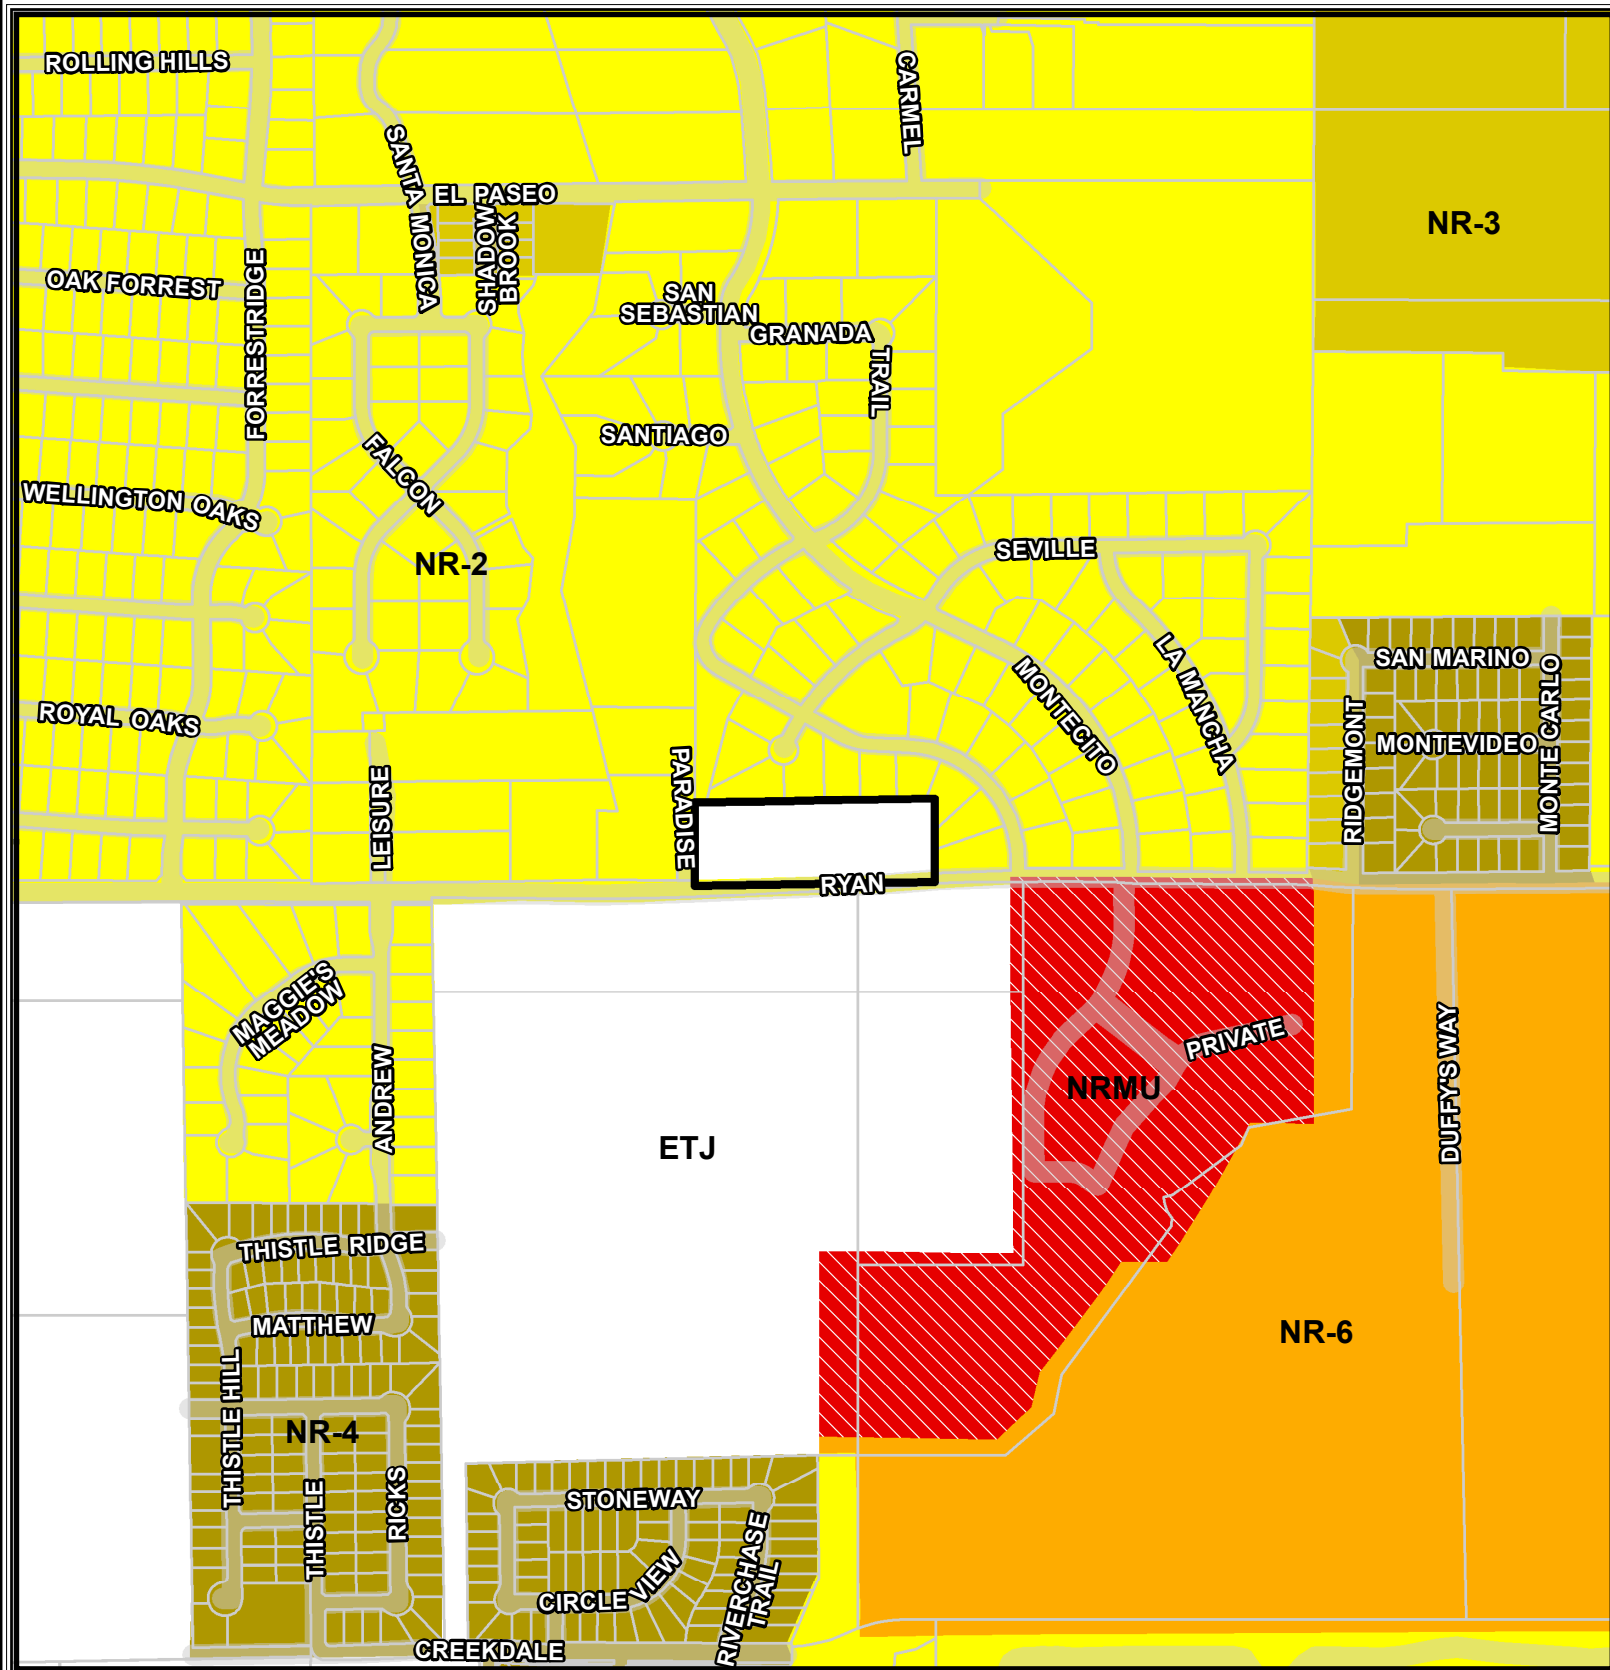 ROLLING HILLS
CARMEL
SANTA MONICA
EL PASEO
SHADOW
BROOK
NR-3
OAK FORREST
FORRESTRIDGE
SAN
SEBASTIAN
GRANADA
TRAIL
SANTIAGO
FALCON
WELLINGTON OAKS
NR-2
SEVILLE
MONTECITO
LA MANCHA
SAN MARINO
MONTE CARLO
RIDGEMONT
MONTEVIDEO
ROYAL OAKS
LEISURE
PARADISE
RYAN
MAGGIE'S
MEADOW
ANDREW
PRIVATE
NRMU
DUFFY'S WAY
ETJ
THISTLE RIDGE
MATTHEW
THISTLE HILL
NR-4
THISTLE
RICKS
NR-6
STONEWAY
CIRCLE VIEW
RIVERCHASE
TRAIL
CREEKDALE